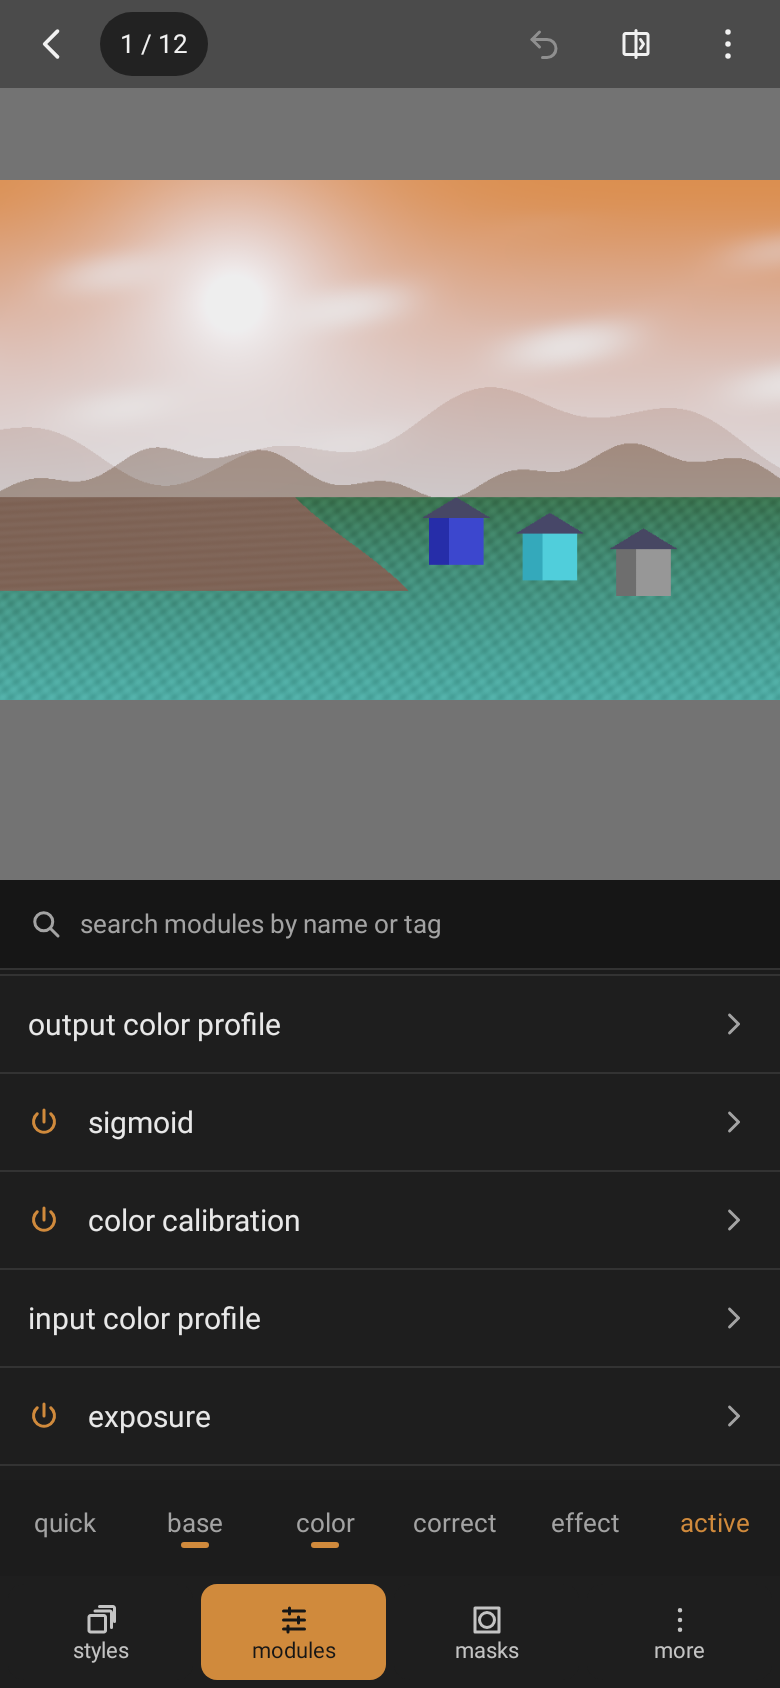 1 / 12
search modules by name or tag
output color profile
sigmoid
color calibration
input color profile
exposure
quick base color correct effect active
styles modules masks more